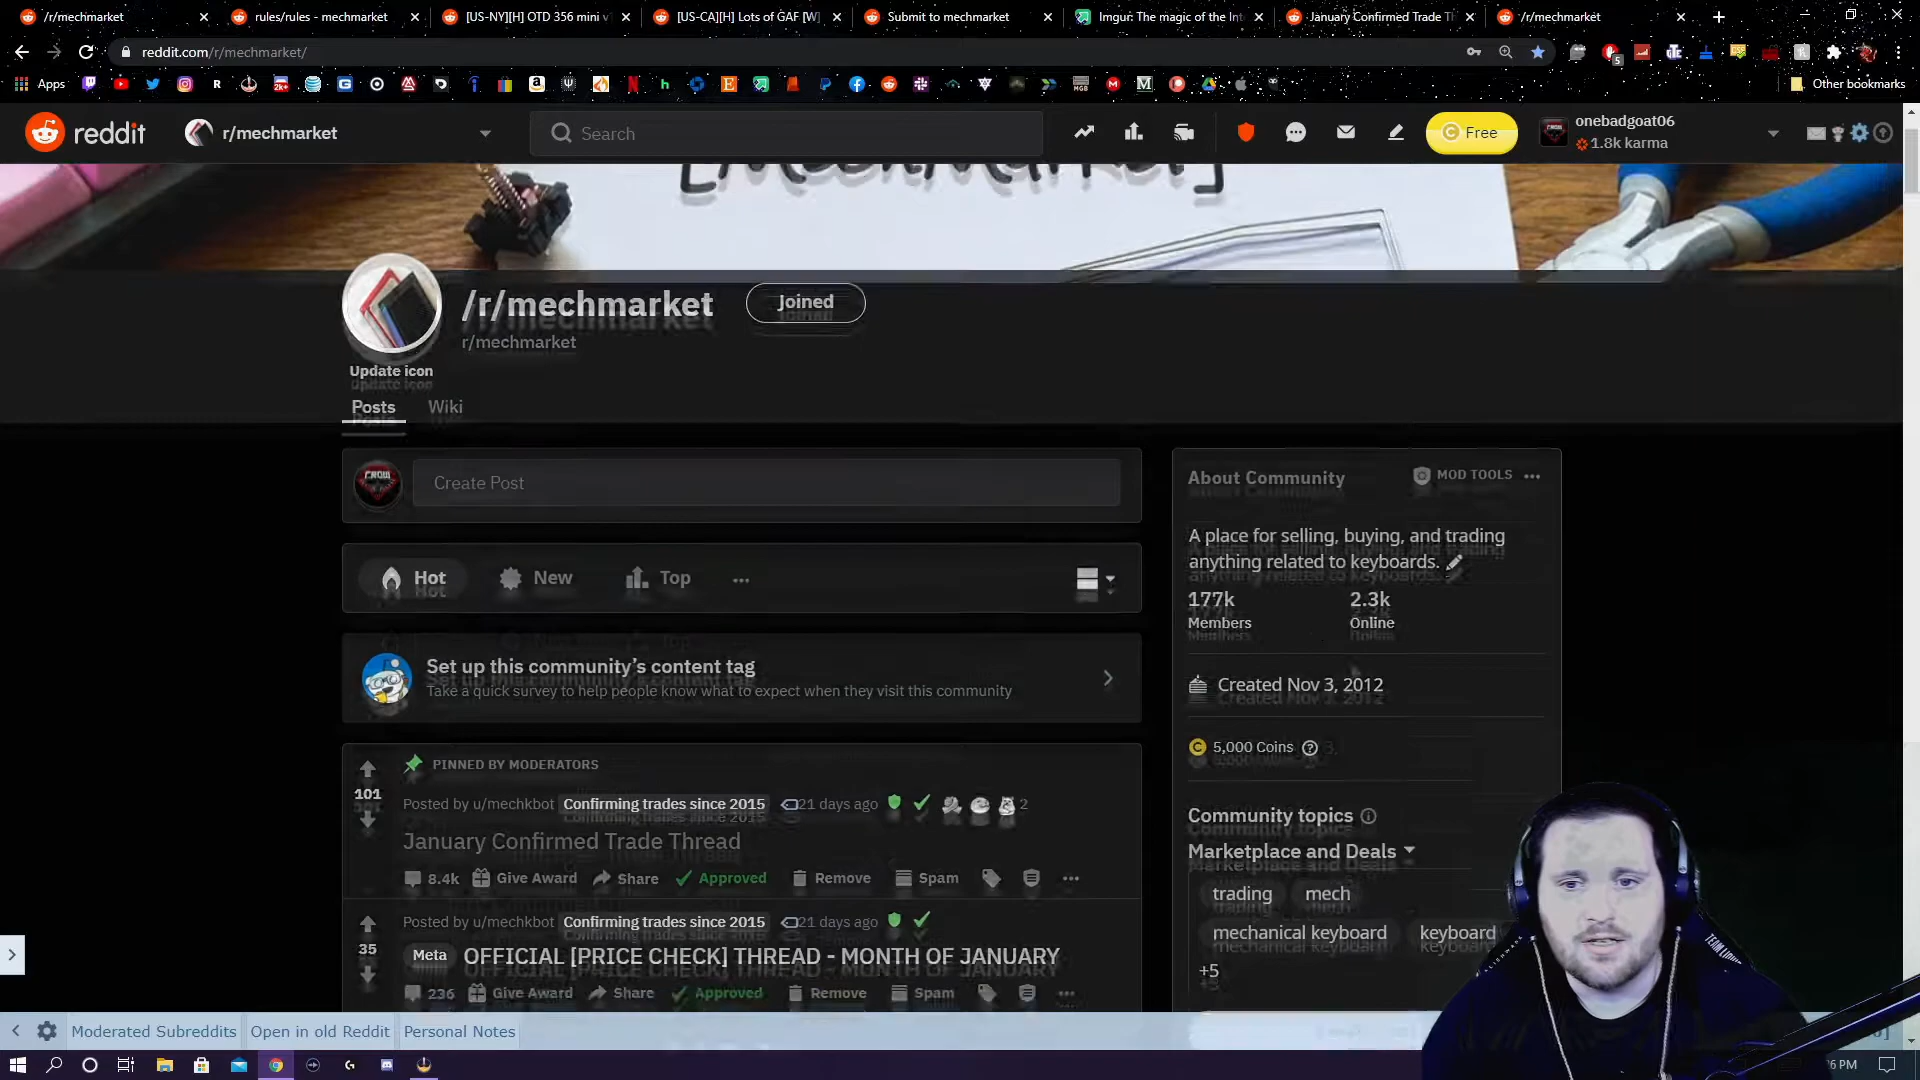 /r/mechmarket
rules/rules - mechmarket
[US-NY][H] OTD 356 mini v
[US-CA][H] Lots of GAF [W]
Submit to mechmarket
Imgur: The magic of the Int
January Confirmed Trade Th
/r/mechmarket
reddit.com/r/mechmarket/
Apps
Other bookmarks
reddit
r/mechmarket
Search
Free
onebadgoat06
1.8k karma
[MechMarket]
/r/mechmarket
Joined
r/mechmarket
Update icon
Posts
Wiki
Create Post
Hot
New
Top
Set up this community's content tag
Take a quick survey to help people know what to expect when they visit this community
PINNED BY MODERATORS
101
Posted by u/mechkbot Confirming trades since 2015 21 days ago 2
January Confirmed Trade Thread
8.4k Give Award Share Approved Remove Spam
35
Posted by u/mechkbot Confirming trades since 2015 21 days ago
Meta OFFICIAL [PRICE CHECK] THREAD - MONTH OF JANUARY
236 Give Award Share Approved Remove Spam
About Community
MOD TOOLS
A place for selling, buying, and trading
anything related to keyboards.
177k 2.3k
Members Online
Created Nov 3, 2012
5,000 Coins
Community topics
Marketplace and Deals
trading mech
mechanical keyboard keyboard
+5
Moderated Subreddits
Open in old Reddit
Personal Notes
6 PM